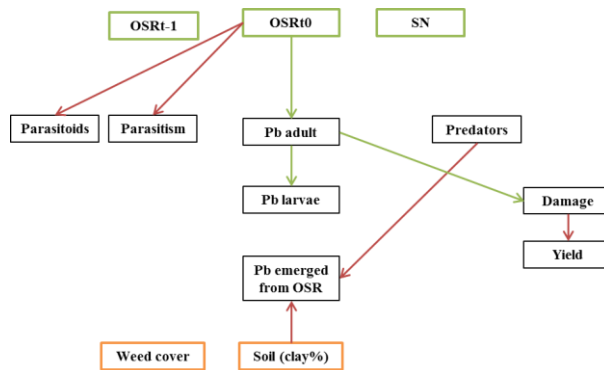 OSRt-1
OSRt0
SN
Parasitoids
Parasitism
Pb adult
Predators
Pb larvae
Damage
Yield
Pb emerged
from OSR
Weed cover
Soil (clay%)